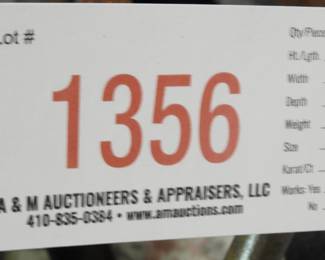 Lot #
1356
A & M AUCTIONEERS & APPRAISERS, LLC
410-835-0384 • www.amauctions.com
Qty/Piece
Ht./Lgth
Width
Depth
Weight
Size
Karat/Ct
Works: Yes
No